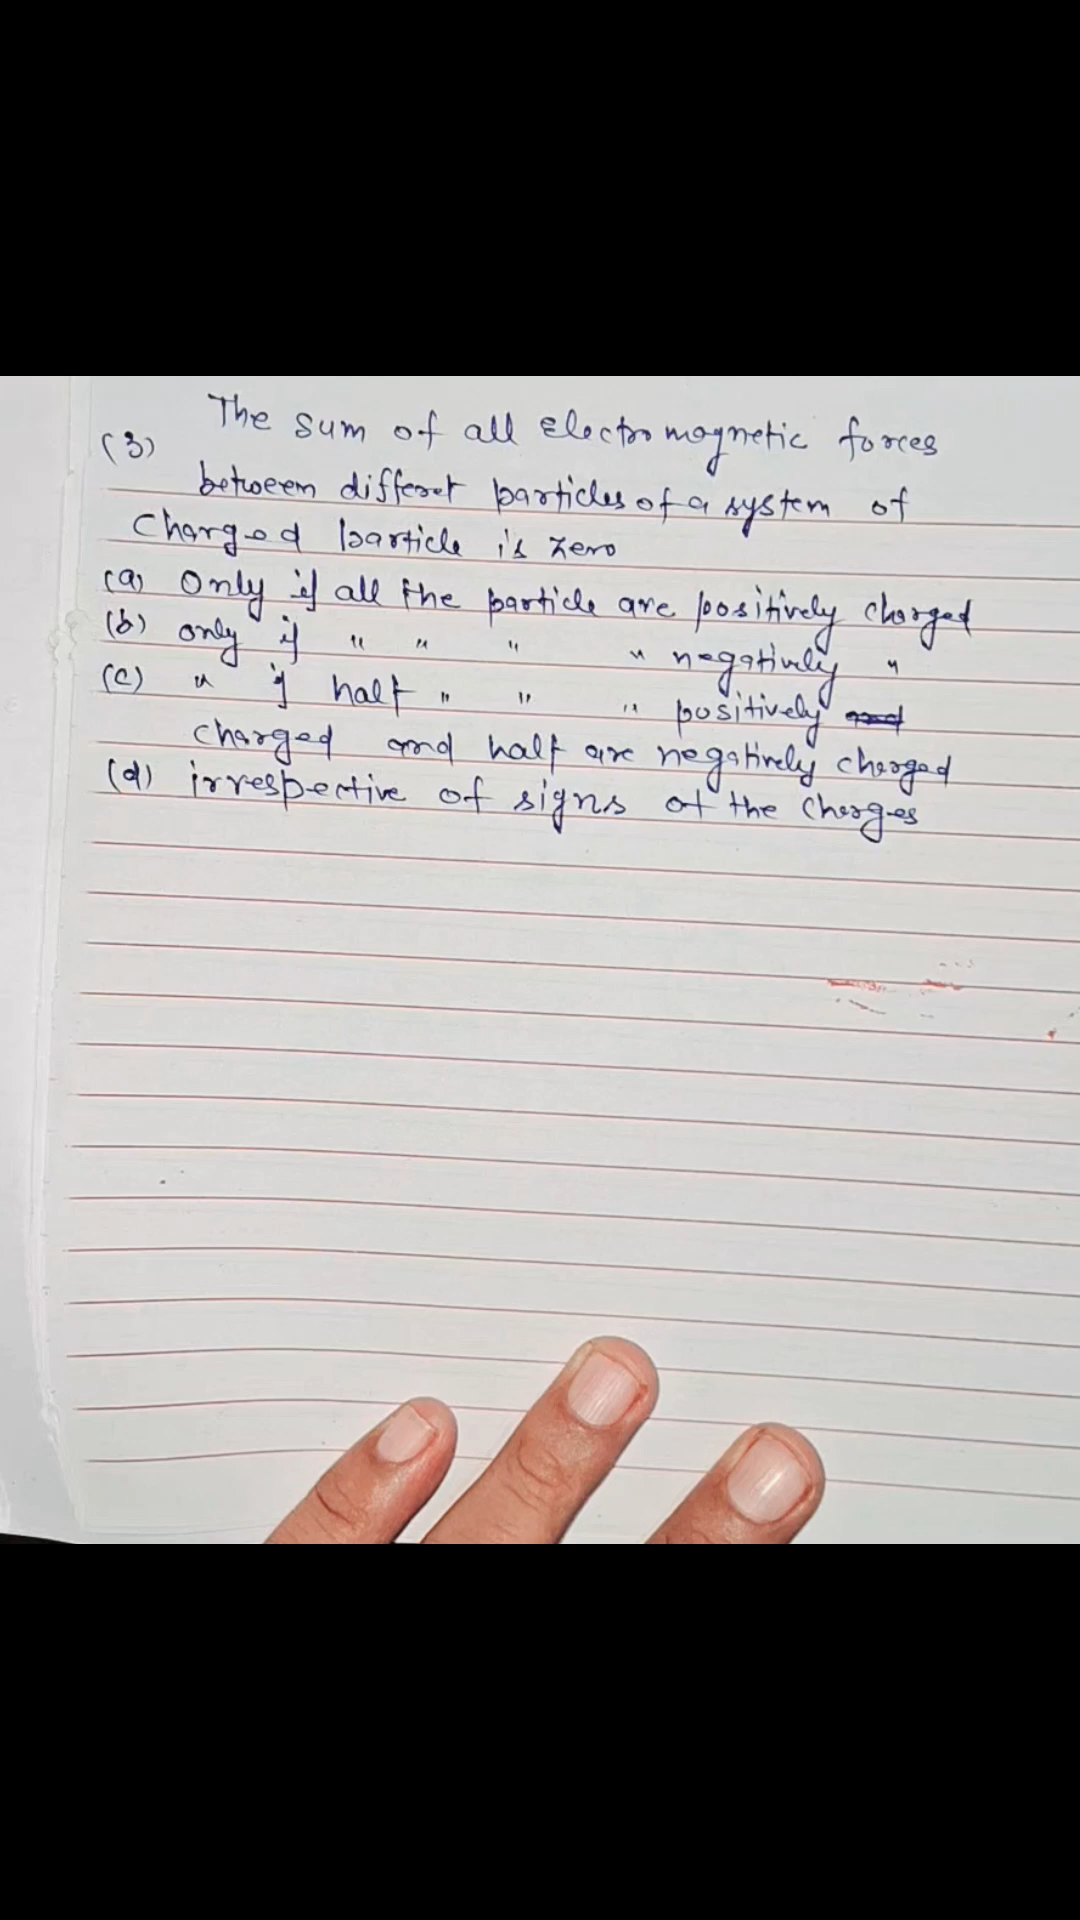 The sum of all Electromagnetic forces
(3)
between differet particles of a system of
Charged particle is zero
(a) Only if all the particle are positively charged
(b) only if " " " " negatively "
(c) " if half " " " positively and
charged and half are negatively charged
(d) irrespective of signs of the Charges